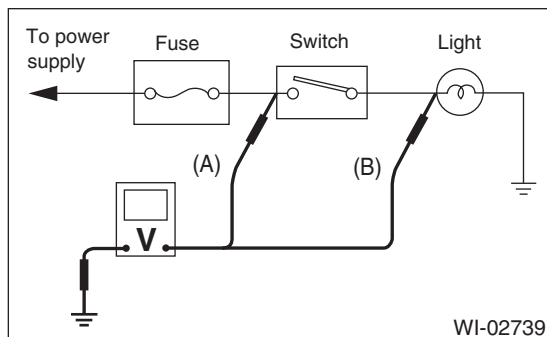 To power
supply
Fuse
Switch
Light
(A)
(B)
V
WI-02739